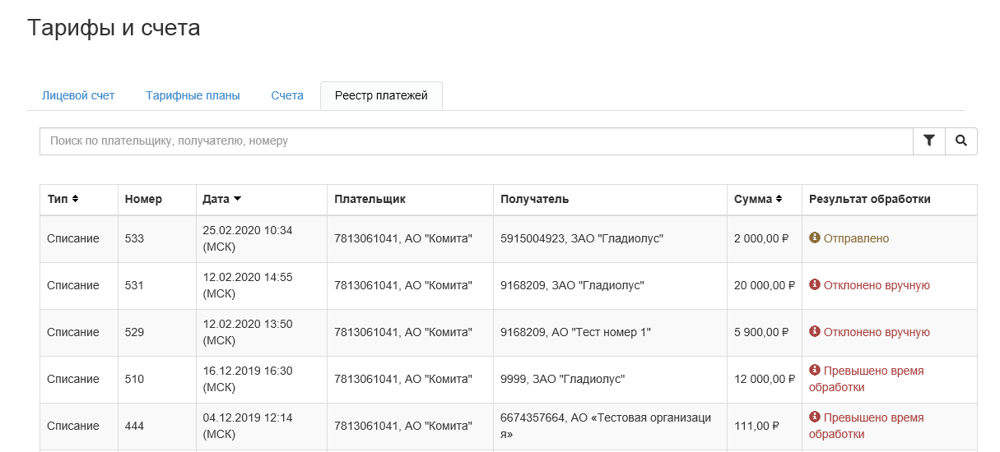 Тарифы и счета
Лицевой счет Тарифные планы Счета Реестр платежей
Поиск по плательщику, получателю, номеру
Тип Номер Дата Плательщик Получатель Сумма Результат обработки
Списание 533 25.02.2020 10:34 (МСК) 7813061041, АО "Комита" 5915004923, ЗАО "Гладиолус" 2 000,00 ₽ Отправлено
Списание 531 12.02.2020 14:55 (МСК) 7813061041, АО "Комита" 9168209, ЗАО "Гладиолус" 20 000,00 ₽ Отклонено вручную
Списание 529 12.02.2020 13:50 (МСК) 7813061041, АО "Комита" 9168209, АО "Тест номер 1" 5 900,00 ₽ Отклонено вручную
Списание 510 16.12.2019 16:30 (МСК) 7813061041, АО "Комита" 9999, ЗАО "Гладиолус" 12 000,00 ₽ Превышено время обработки
Списание 444 04.12.2019 12:14 (МСК) 7813061041, АО "Комита" 6674357664, АО «Тестовая организация» 111,00 ₽ Превышено время обработки